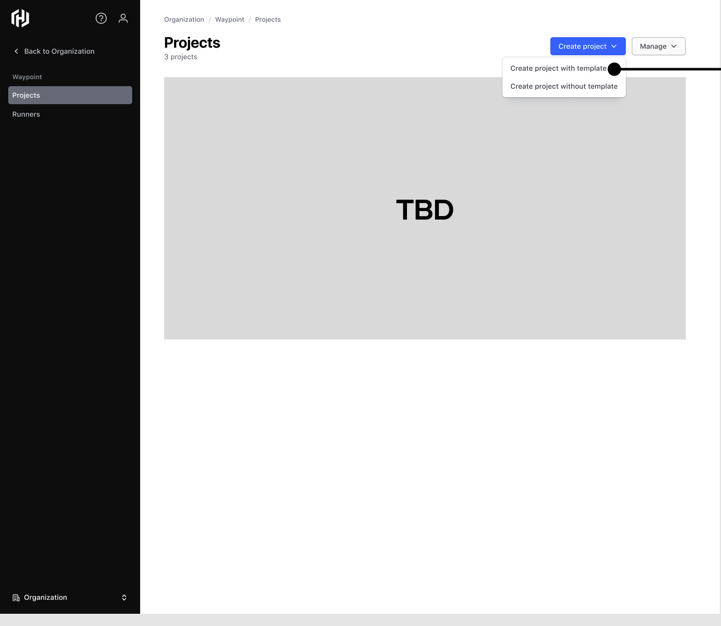 Organization / Waypoint / Projects
Back to Organization
Waypoint
Projects
Runners
Organization
Projects
3 projects
Create project
Manage
Create project with template
Create project without template
TBD